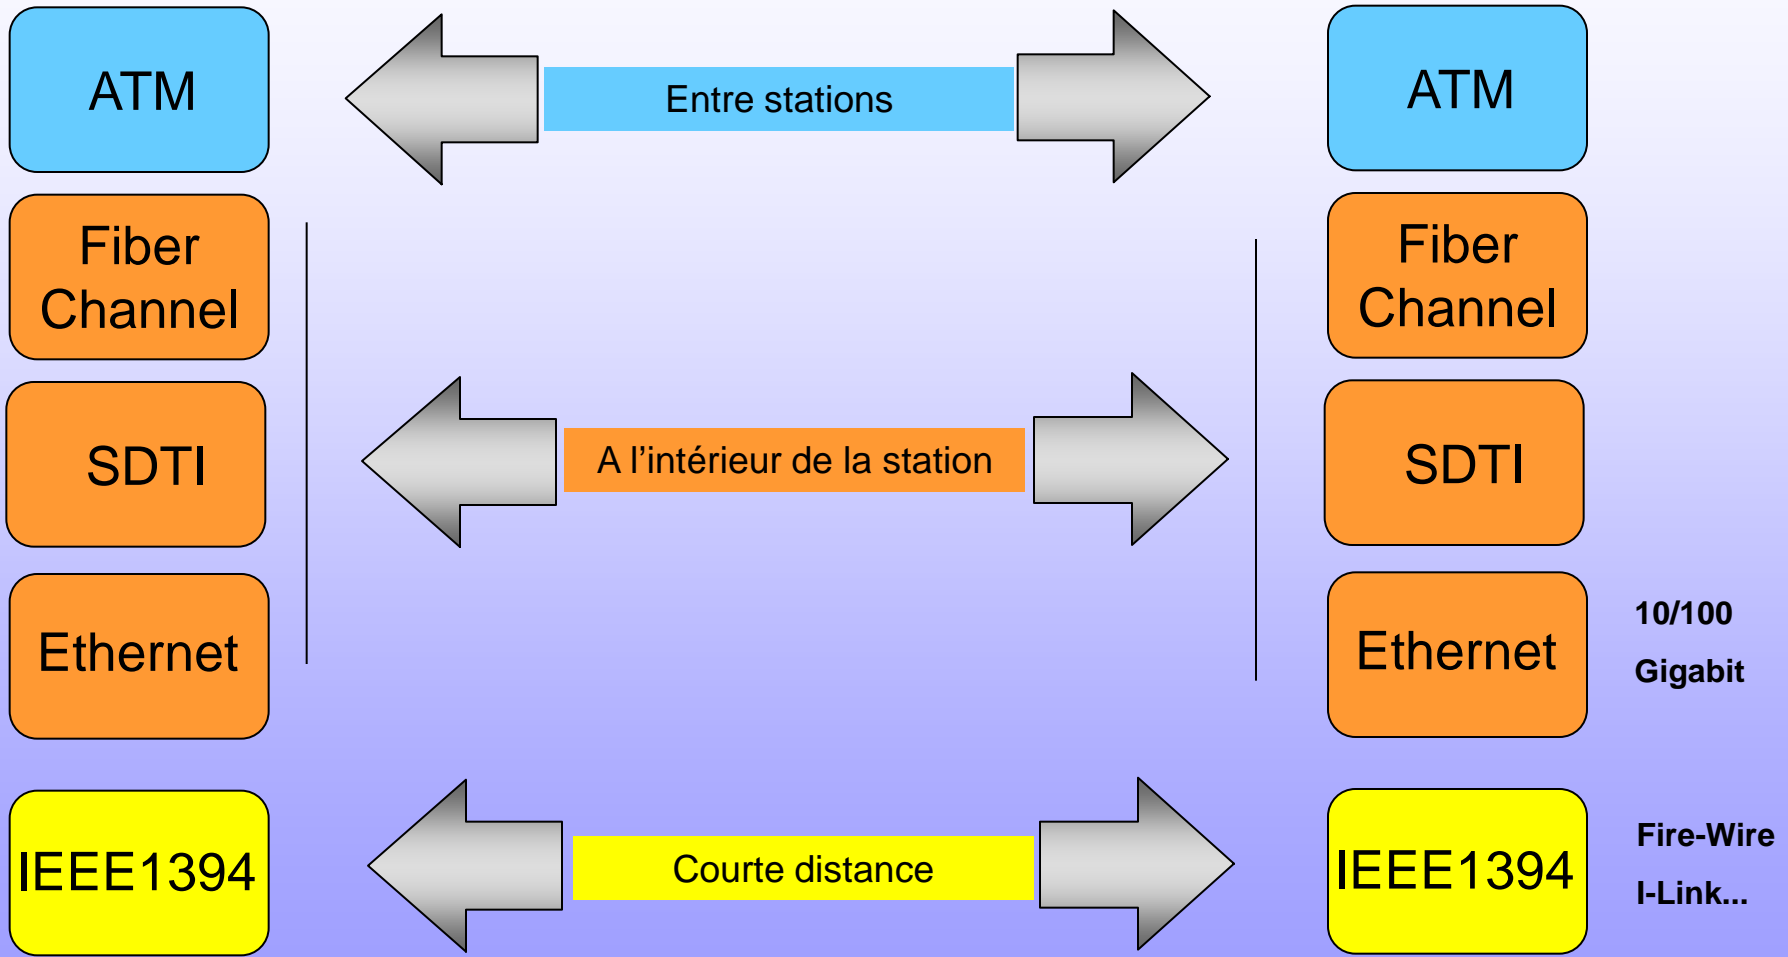 ATM
Entre stations
ATM
Fiber
Channel
Fiber
Channel
SDTI
A l’intérieur de la station
SDTI
Ethernet
Ethernet
10/100
Gigabit
IEEE1394
Courte distance
IEEE1394
Fire-Wire
I-Link...